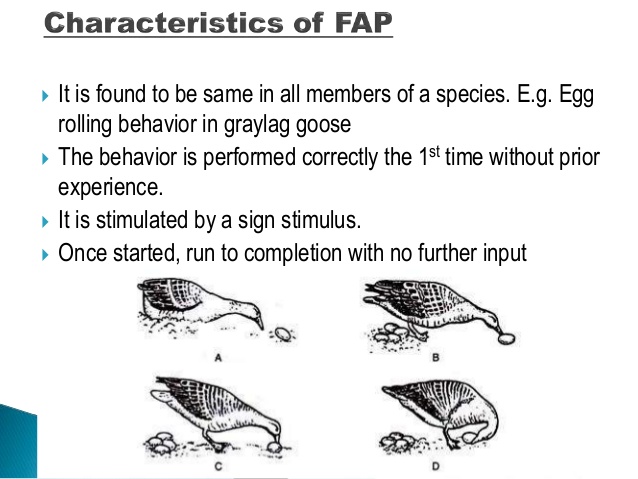 Characteristics of FAP
It is found to be same in all members of a species. E.g. Egg
rolling behavior in graylag goose
The behavior is performed correctly the 1st time without prior
experience.
It is stimulated by a sign stimulus.
Once started, run to completion with no further input
A
B
C
D